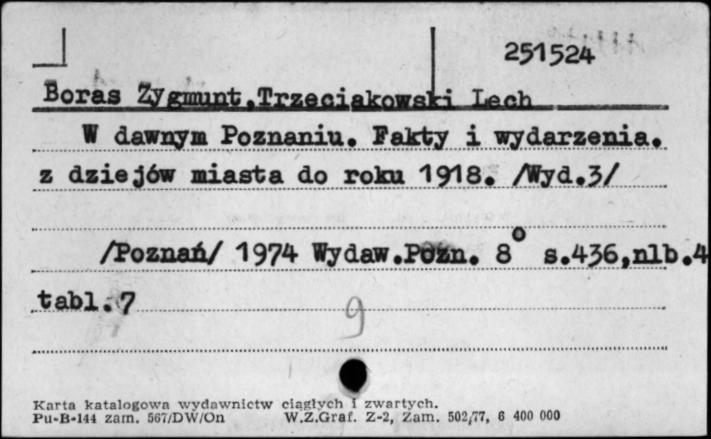 251524
Boras Zygmunt,Trzeciakowski Lech
W dawnym Poznaniu. Fakty i wydarzenia.
z dziejów miasta do roku 1918. /Wyd.3/
/Poznań/ 1974 Wydaw.Pozn. 8° s.436,nlb.4
tabl.7
9
Karta katalogowa wydawnictw ciągłych i zwartych.
Pu-B-144 zam. 567/DW/On W.Z.Graf. Z-2, Zam. 502/77, 6 400 000